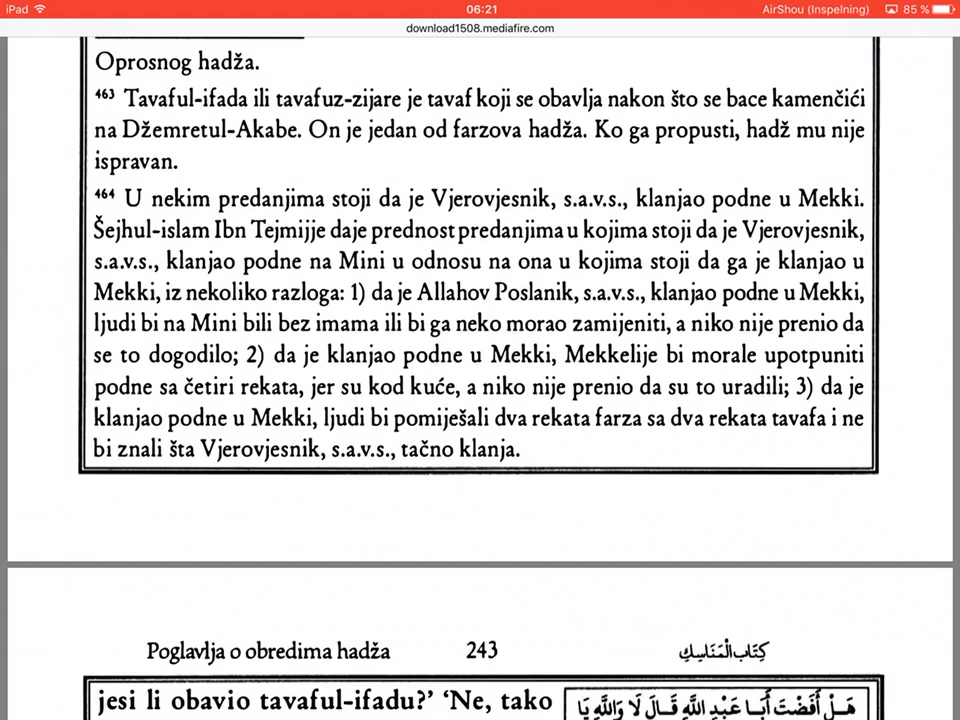 iPad 06:21 AirShou (Inspelning) 85 %
download1508.mediafire.com
Oprosnog hadža.
463 Tavaful-ifada ili tavafuz-zijare je tavaf koji se obavlja nakon što se bace kamenčići
na Džemretul-Akabe. On je jedan od farzova hadža. Ko ga propusti, hadž mu nije
ispravan.
464 U nekim predanjima stoji da je Vjerovjesnik, s.a.v.s., klanjao podne u Mekki.
Šejhul-islam Ibn Tejmijje daje prednost predanjima u kojima stoji da je Vjerovjesnik,
s.a.v.s., klanjao podne na Mini u odnosu na ona u kojima stoji da ga je klanjao u
Mekki, iz nekoliko razloga: 1) da je Allahov Poslanik, s.a.v.s., klanjao podne u Mekki,
ljudi bi na Mini bili bez imama ili bi ga neko morao zamijeniti, a niko nije prenio da
se to dogodilo; 2) da je klanjao podne u Mekki, Mekkelije bi morale upotpuniti
podne sa četiri rekata, jer su kod kuće, a niko nije prenio da su to uradili; 3) da je
klanjao podne u Mekki, ljudi bi pomiješali dva rekata farza sa dva rekata tavafa i ne
bi znali šta Vjerovjesnik, s.a.v.s., tačno klanja.
Poglavlja o obredima hadža 243 كِتَاب الْمَنَاسِكِ
jesi li obavio tavaful-ifadu?’ ‘Ne, tako هَلْ أَفَضْتَ أَبَا عَبْدِ اللَّهِ قَالَ لَا وَاللَّهِ يَا